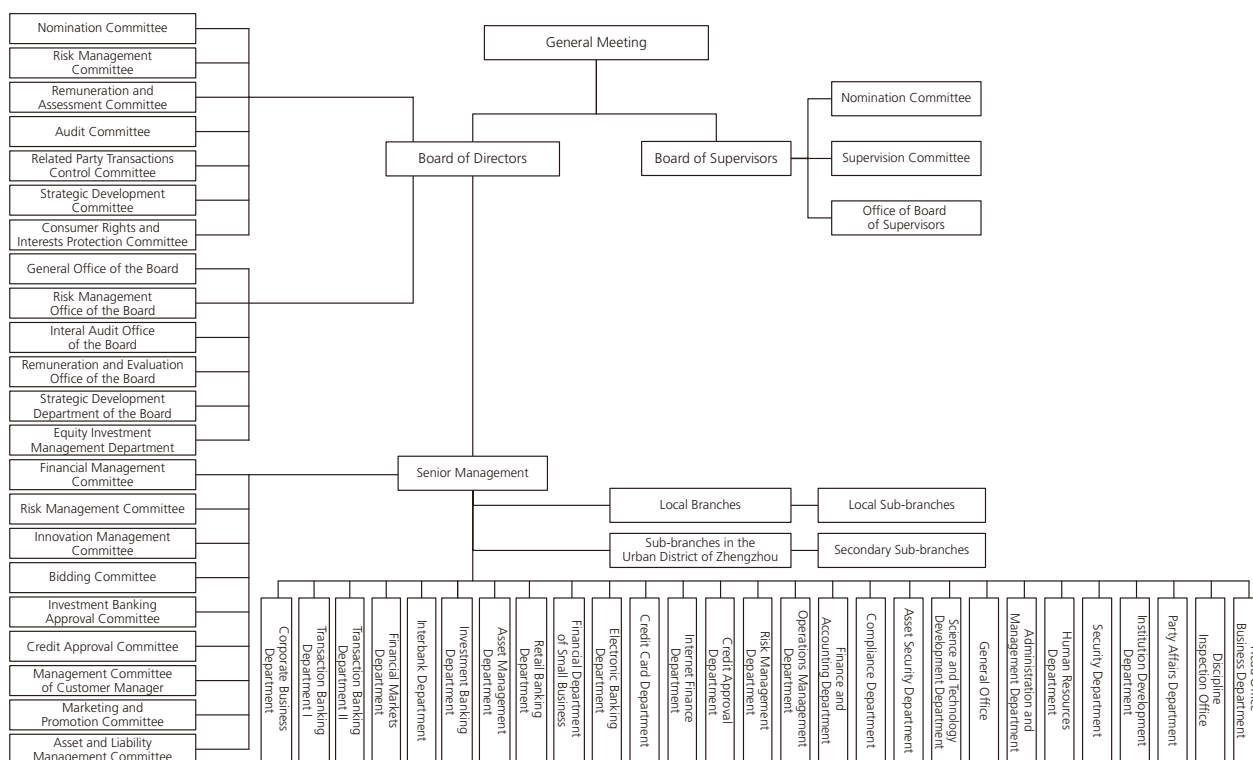 Nomination Committee
Risk Management
Committee
Remuneration and
Assessment Committee
Audit Committee
Related Party Transactions
Control Committee
Strategic Development
Committee
Consumer Rights and
Interests Protection Committee
General Office of the Board
Risk Management
Office of the Board
Interal Audit Office
of the Board
Remuneration and Evaluation
Office of the Board
Strategic Development
Department of the Board
Equity Investment
Management Department
Financial Management
Committee
Risk Management Committee
Innovation Management
Committee
Bidding Committee
Investment Banking
Approval Committee
Credit Approval Committee
Management Committee
of Customer Manager
Marketing and
Promotion Committee
Asset and Liability
Management Committee
General Meeting
Board of Directors
Board of Supervisors
Nomination Committee
Supervision Committee
Office of Board
of Supervisors
Senior Management
Local Branches
Local Sub-branches
Sub-branches in the
Urban District of Zhengzhou
Secondary Sub-branches
Corporate Business
Department
Transaction Banking
Department I
Transaction Banking
Department II
Financial Markets
Department
Interbank Department
Investment Banking
Department
Asset Management
Department
Retail Banking
Department
Financial Department
of Small Business
Electronic Banking
Department
Credit Card Department
Internet Finance
Department
Credit Approval
Department
Risk Management
Department
Operations Management
Department
Finance and
Accounting Department
Compliance Department
Asset Security Department
Science and Technology
Development Department
General Office
Administration and
Management Department
Human Resources
Department
Security Department
Institution Development
Department
Party Affairs Department
Discipline
Inspection Office
Business Department